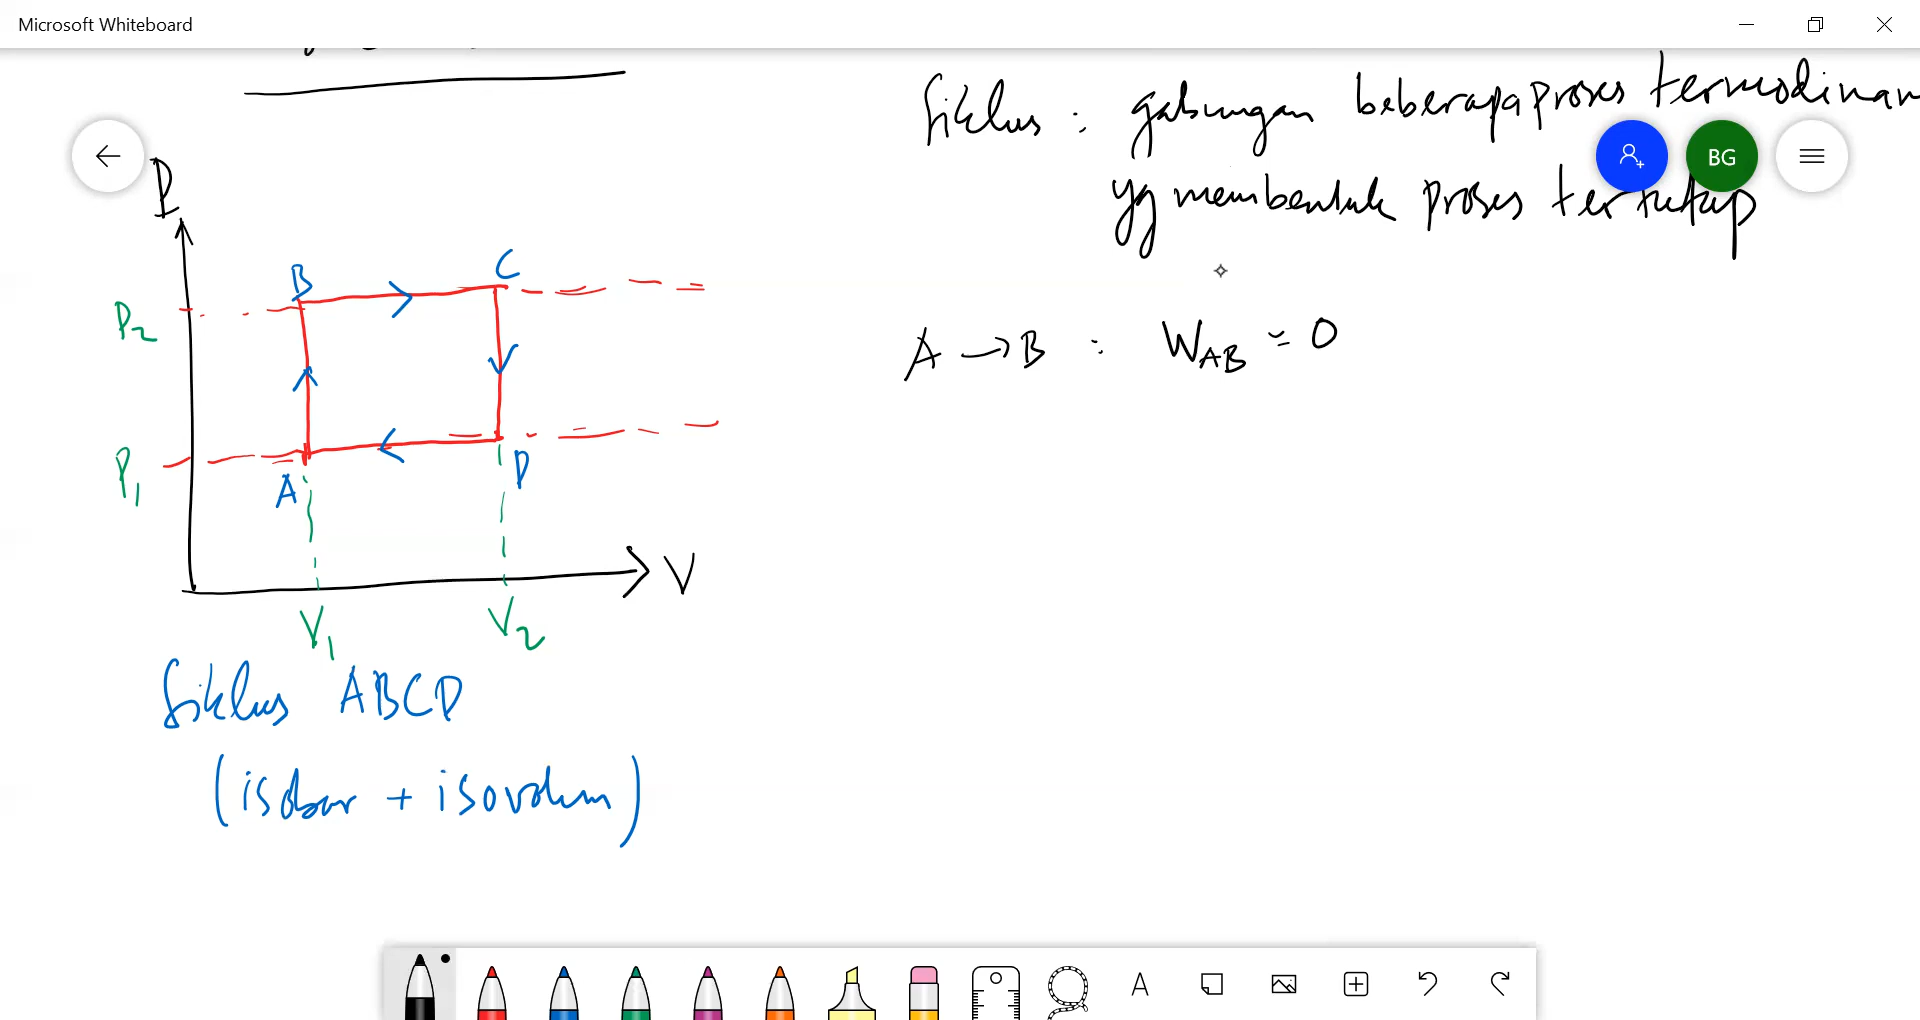 Microsoft Whiteboard
Siklus : gabungan beberapa proses termodinam
yg membentuk proses tertutup
BG
P
B
C
P2
A → B : WAB = 0
P1
A
D
V
V1
V2
Siklus ABCD
(isobar + isovolum)
A